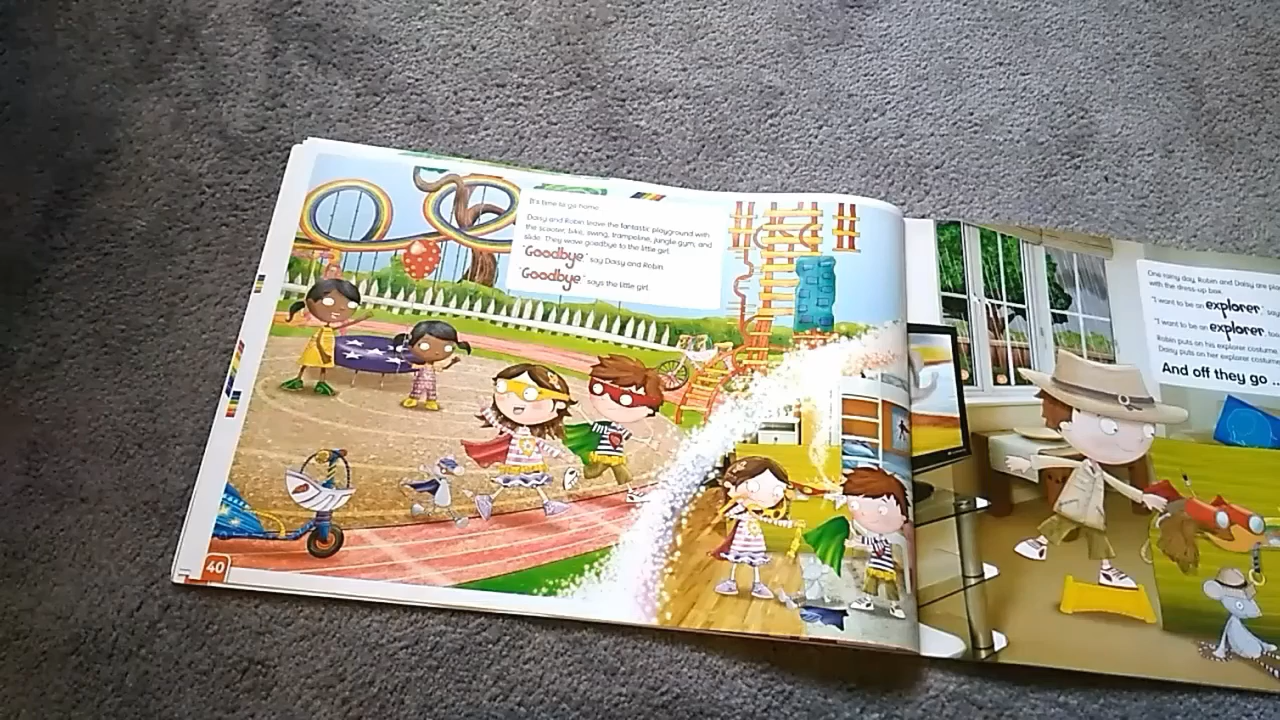 It's time to go home.
Daisy and Robin leave the fantastic playground with
the scooter, bike, swing, trampoline, jungle gym, and
slide. They wave goodbye to the little girl.
"Goodbye," say Daisy and Robin.
"Goodbye," says the little girl.
40
One rainy day, Robin and Daisy are
with the dress-up box.
"I want to be an explorer,"
"I want to be an explorer,
Robin puts on his explorer costume.
Daisy puts on her explorer costume.
And off they go ...